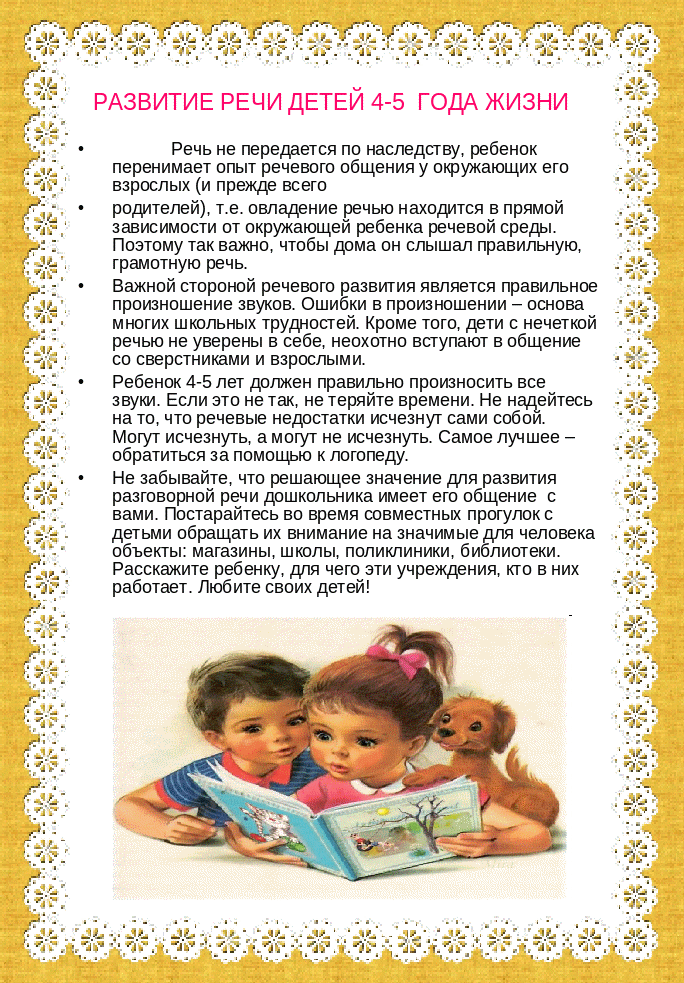 РАЗВИТИЕ РЕЧИ ДЕТЕЙ 4-5 ГОДА ЖИЗНИ
• Речь не передается по наследству, ребенок
перенимает опыт речевого общения у окружающих его
взрослых (и прежде всего
• родителей), т.е. овладение речью находится в прямой
зависимости от окружающей ребенка речевой среды.
Поэтому так важно, чтобы дома он слышал правильную,
грамотную речь.
• Важной стороной речевого развития является правильное
произношение звуков. Ошибки в произношении – основа
многих школьных трудностей. Кроме того, дети с нечеткой
речью не уверены в себе, неохотно вступают в общение
со сверстниками и взрослыми.
• Ребенок 4-5 лет должен правильно произносить все
звуки. Если это не так, не теряйте времени. Не надейтесь
на то, что речевые недостатки исчезнут сами собой.
Могут исчезнуть, а могут не исчезнуть. Самое лучшее –
обратиться за помощью к логопеду.
• Не забывайте, что решающее значение для развития
разговорной речи дошкольника имеет его общение с
вами. Постарайтесь во время совместных прогулок с
детьми обращать их внимание на значимые для человека
объекты: магазины, школы, поликлиники, библиотеки.
Расскажите ребенку, для чего эти учреждения, кто в них
работает. Любите своих детей!